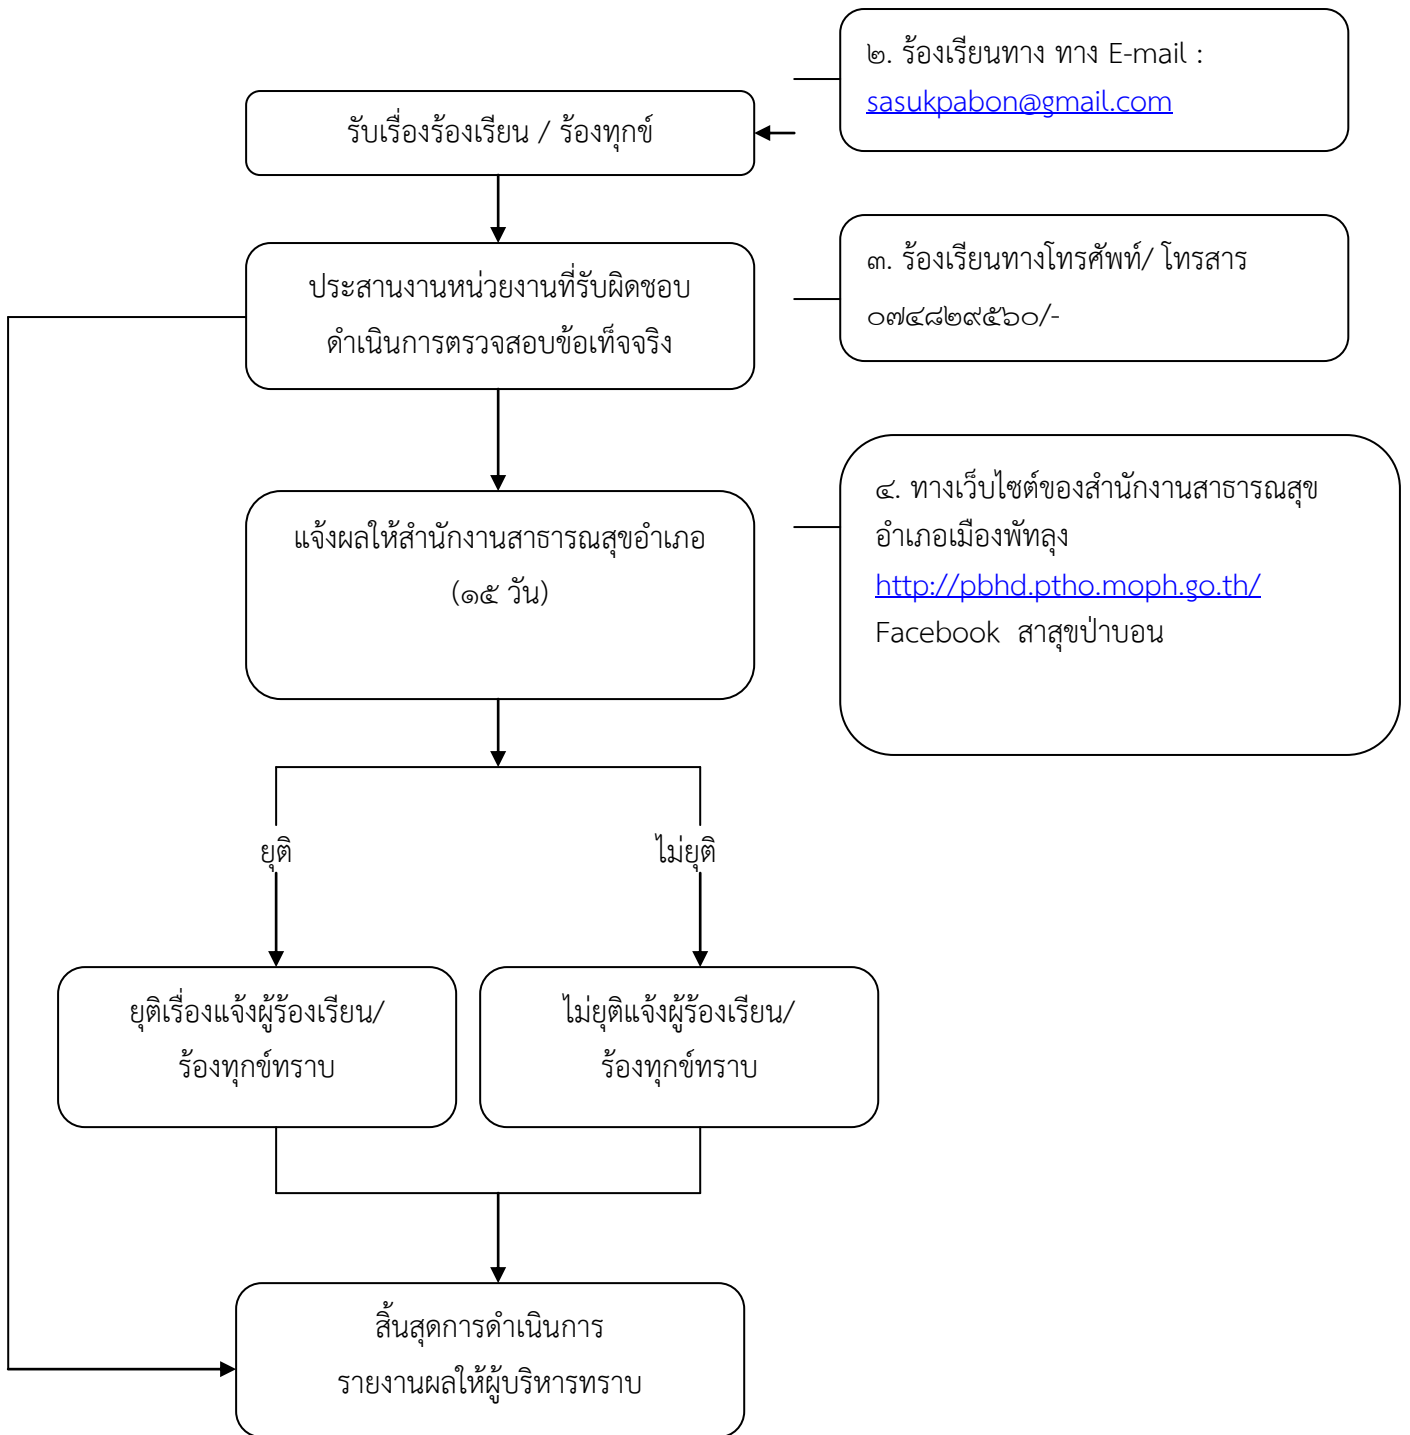 ๒. ร้องเรียนทาง ทาง E-mail :
sasukpabon@gmail.com
รับเรื่องร้องเรียน / ร้องทุกข์
ประสานงานหน่วยงานที่รับผิดชอบ
ดำเนินการตรวจสอบข้อเท็จจริง
๓. ร้องเรียนทางโทรศัพท์/ โทรสาร
๐๗๔๘๒๙๕๖๐/-
แจ้งผลให้สำนักงานสาธารณสุขอำเภอ
(๑๕ วัน)
๔. ทางเว็บไซต์ของสำนักงานสาธารณสุข
อำเภอเมืองพัทลุง
http://pbhd.ptho.moph.go.th/
Facebook  สาสุขป่าบอน
ยุติ
ไม่ยุติ
ยุติเรื่องแจ้งผู้ร้องเรียน/
ร้องทุกข์ทราบ
ไม่ยุติแจ้งผู้ร้องเรียน/
ร้องทุกข์ทราบ
สิ้นสุดการดำเนินการ
รายงานผลให้ผู้บริหารทราบ